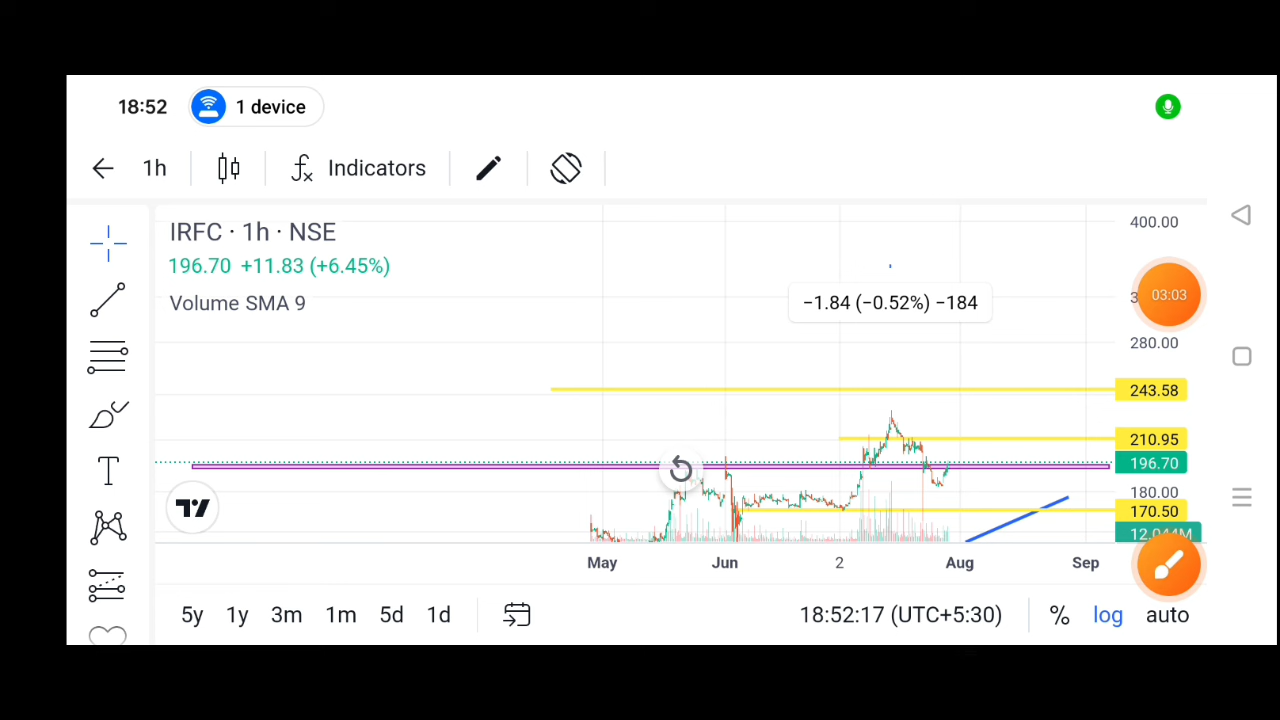 18:52
1 device
1h
Indicators
IRFC · 1h · NSE
400.00
196.70 +11.83 (+6.45%)
Volume SMA 9
−1.84 (−0.52%) −184
03:03
280.00
243.58
210.95
196.70
180.00
170.50
12.044M
May Jun 2 Aug Sep
5y 1y 3m 1m 5d 1d
18:52:17 (UTC+5:30) % log auto